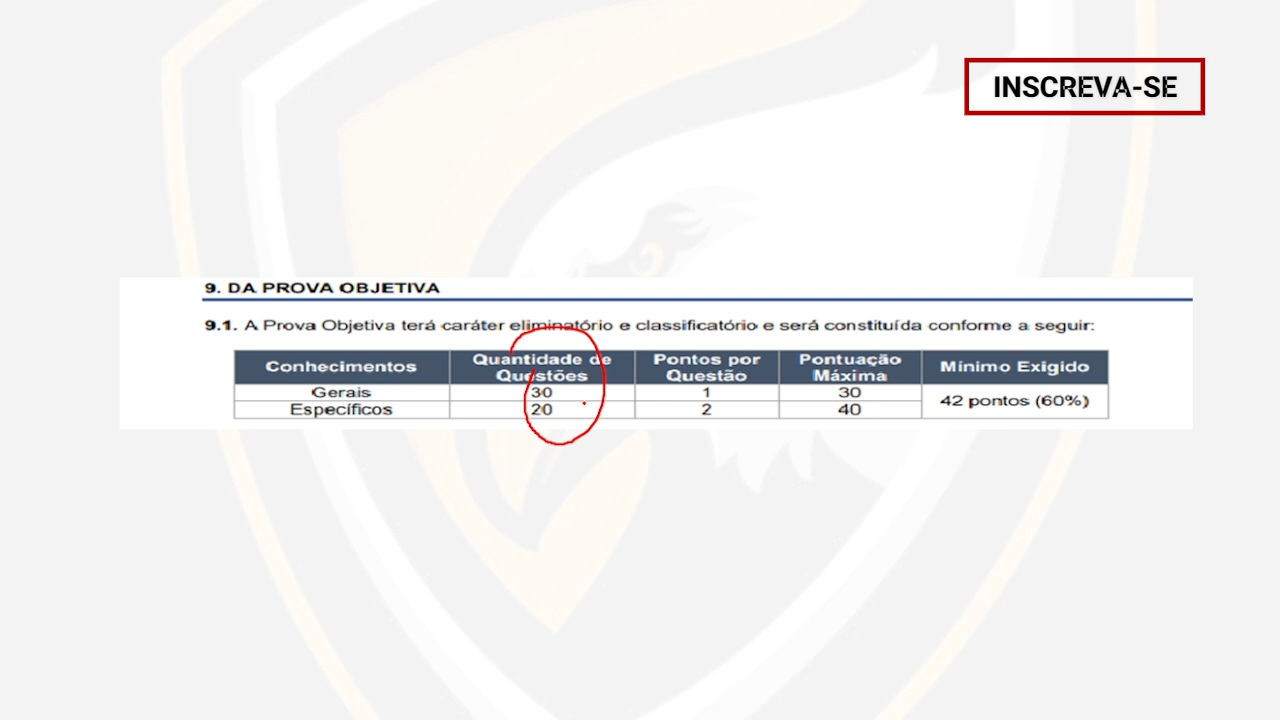 INSCREVA-SE
9. DA PROVA OBJETIVA
9.1. A Prova Objetiva terá caráter eliminatório e classificatório e será constituída conforme a seguir:
Conhecimentos Quantidade de Questões Pontos por Questão Pontuação Máxima Mínimo Exigido
Gerais 30 1 30 42 pontos (60%)
Específicos 20 2 40